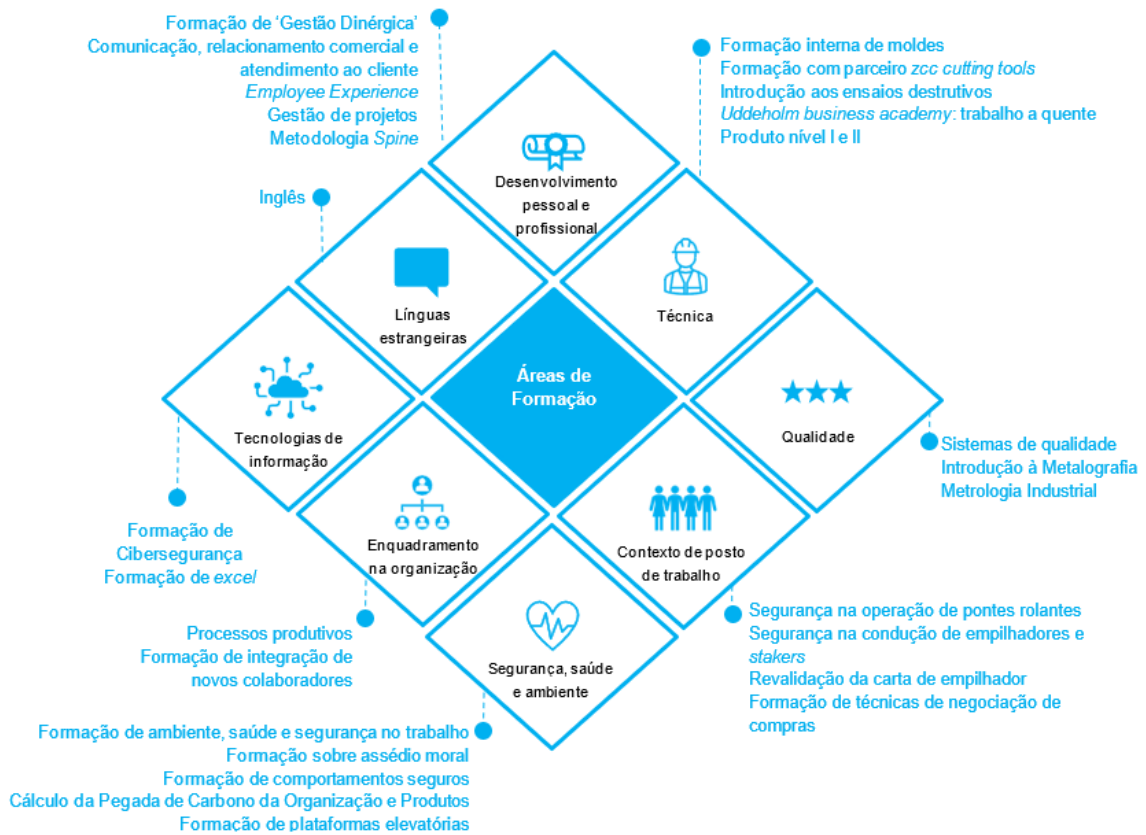 Formação de ‘Gestão Dinérgica’
Comunicação, relacionamento comercial e
atendimento ao cliente
Employee Experience
Gestão de projetos
Metodologia Spine
Formação interna de moldes
Formação com parceiro zcc cutting tools
Introdução aos ensaios destrutivos
Uddeholm business academy: trabalho a quente
Produto nível I e II
Desenvolvimento
pessoal e
profissional
Inglês
Línguas
estrangeiras
Técnica
Áreas de
Formação
Tecnologias de
informação
Qualidade
Sistemas de qualidade
Introdução à Metalografia
Metrologia Industrial
Formação de
Cibersegurança
Formação de excel
Enquadramento
na organização
Contexto de posto
de trabalho
Processos produtivos
Formação de integração de
novos colaboradores
Segurança na operação de pontes rolantes
Segurança na condução de empilhadores e
stakers
Revalidação da carta de empilhador
Formação de técnicas de negociação de
compras
Segurança, saúde
e ambiente
Formação de ambiente, saúde e segurança no trabalho
Formação sobre assédio moral
Formação de comportamentos seguros
Cálculo da Pegada de Carbono da Organização e Produtos
Formação de plataformas elevatórias